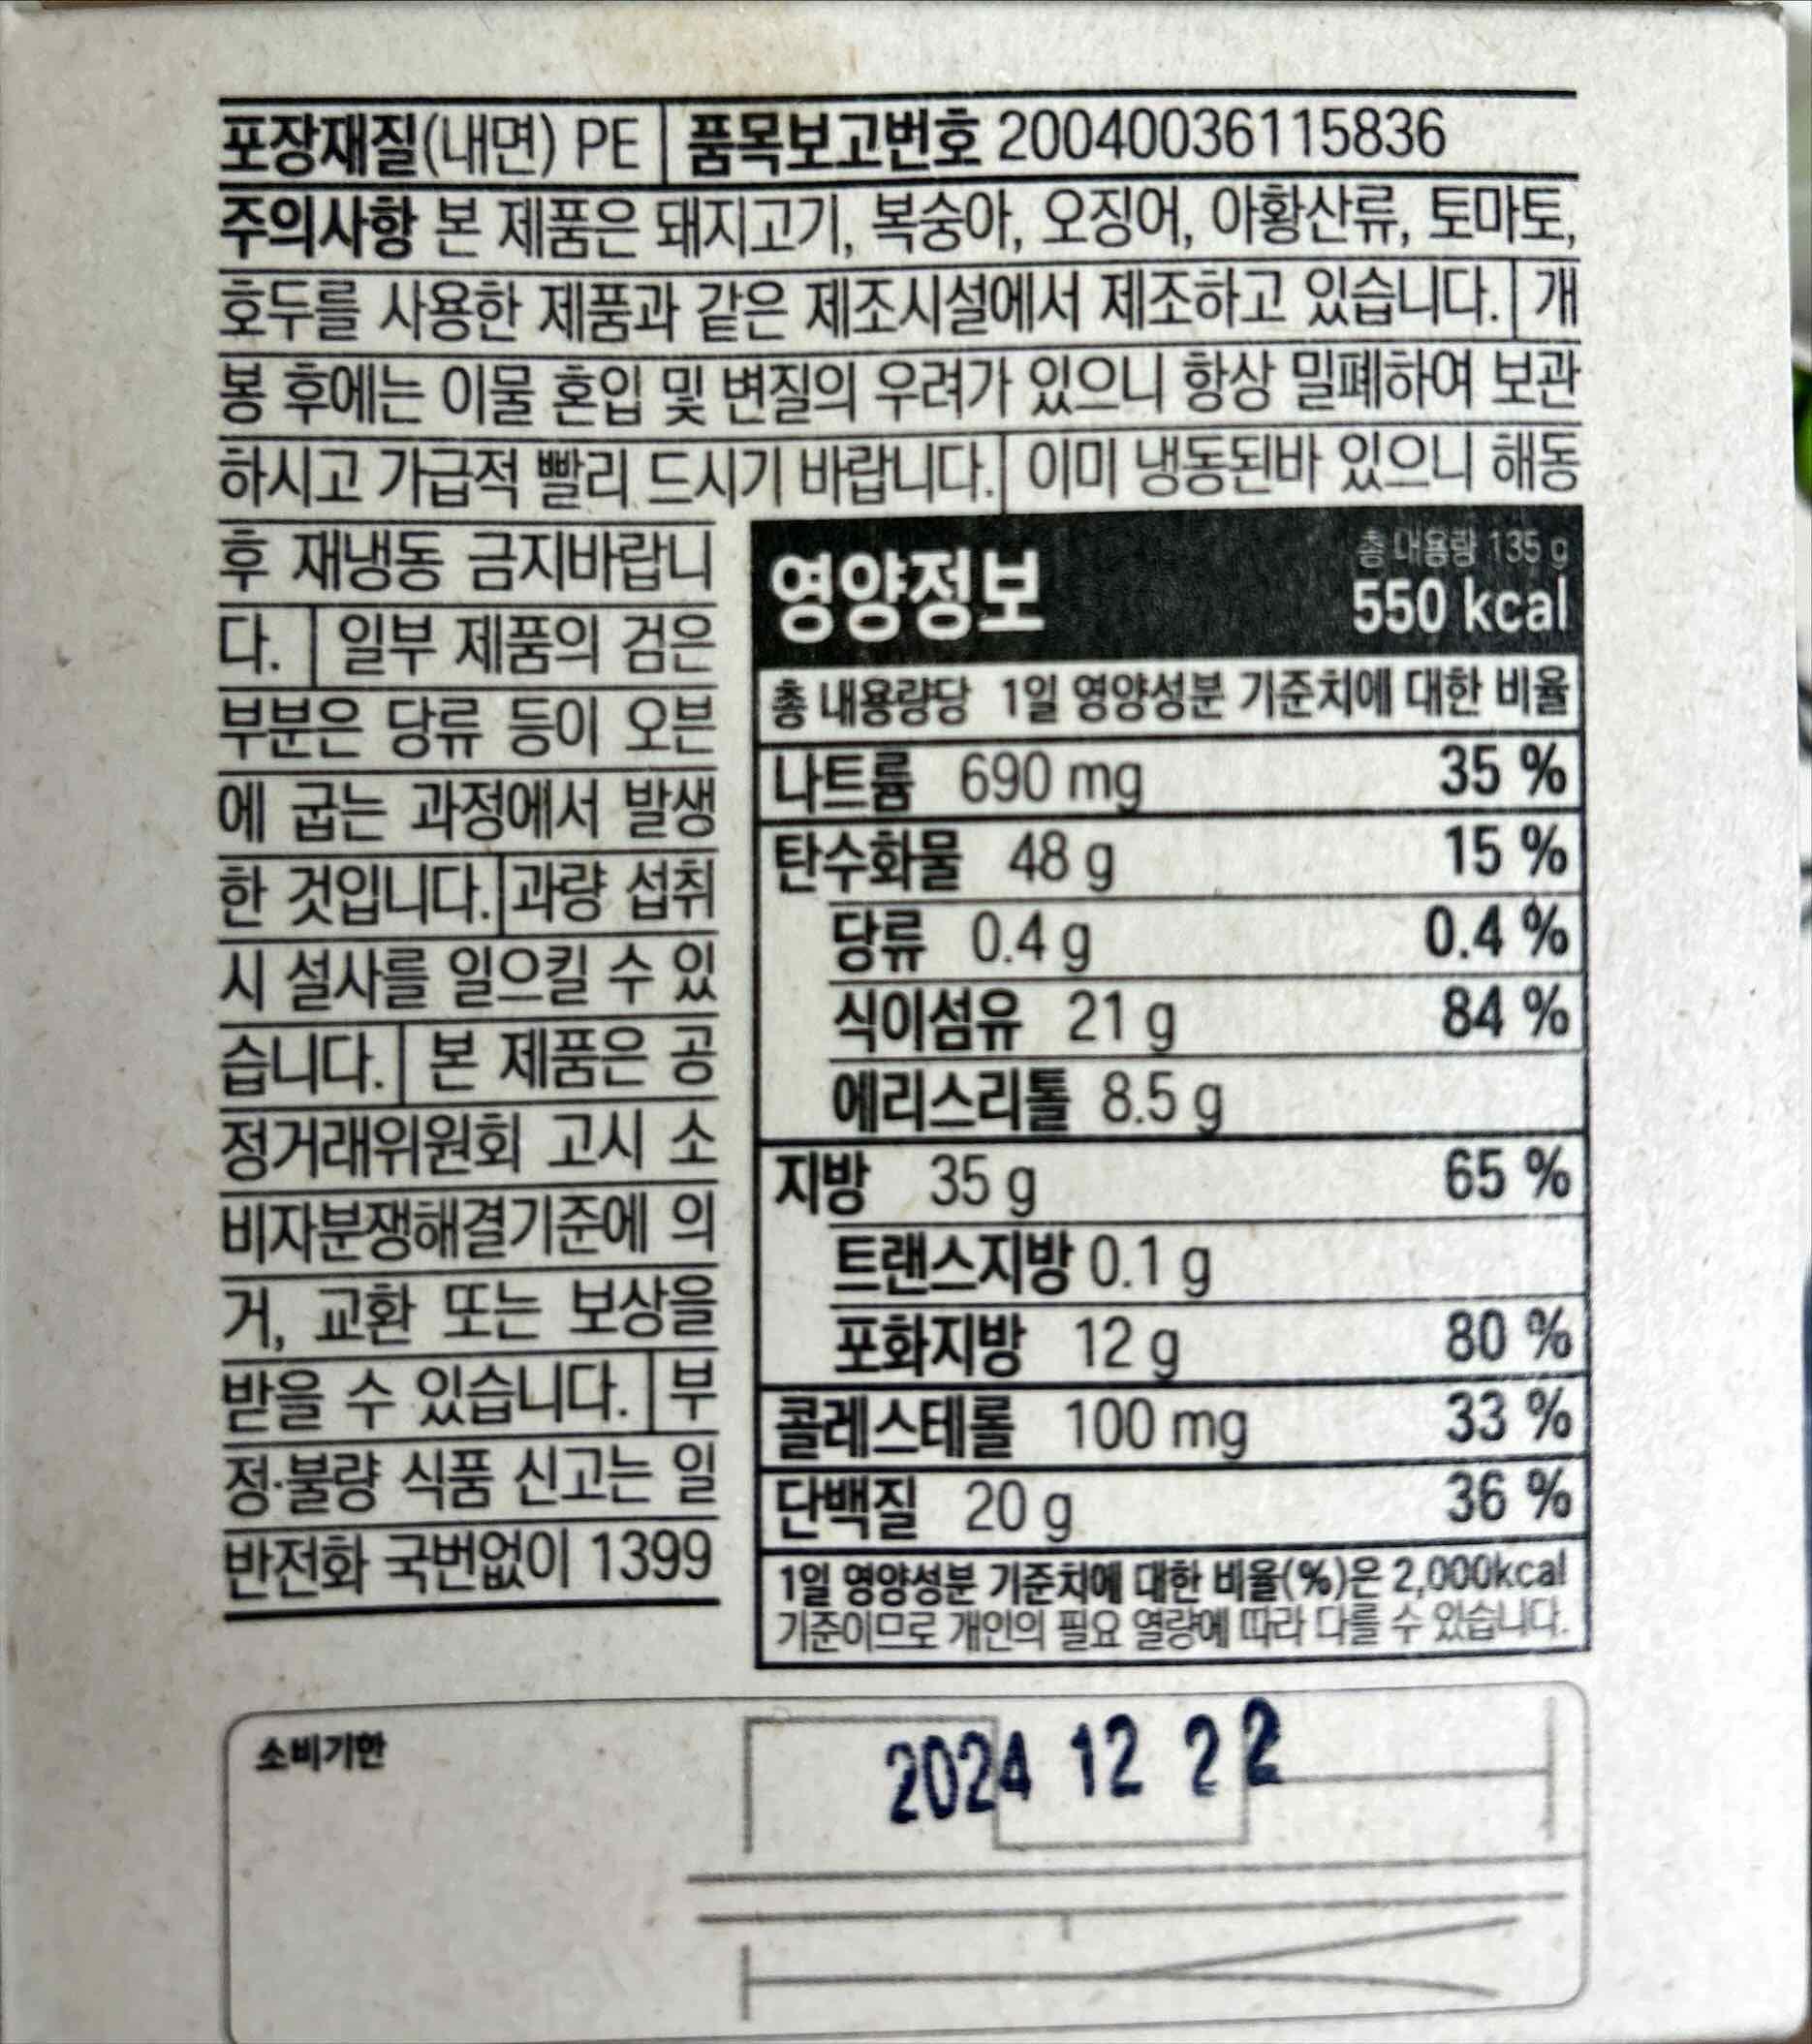 포장재질(내면) PE | 품목보고번호 20040036115836
주의사항 본 제품은 돼지고기, 복숭아, 오징어, 아황산류, 토마토,
호두를 사용한 제품과 같은 제조시설에서 제조하고 있습니다. | 개
봉 후에는 이물 혼입 및 변질의 우려가 있으니 항상 밀폐하여 보관
하시고 가급적 빨리 드시기 바랍니다. | 이미 냉동된바 있으니 해동
후 재냉동 금지바랍니
다. | 일부 제품의 검은
부분은 당류 등이 오븐
에 굽는 과정에서 발생
한 것입니다. | 과량 섭취
시 설사를 일으킬 수 있
습니다. | 본 제품은 공
정거래위원회 고시 소
비자분쟁해결기준에 의
거, 교환 또는 보상을
받을 수 있습니다. | 부
정·불량 식품 신고는 일
반전화 국번없이 1399
영양정보
총 내용량 135 g
550 kcal
총 내용량당 1일 영양성분 기준치에 대한 비율
나트륨 690 mg 35 %
탄수화물 48 g 15 %
당류 0.4 g 0.4 %
식이섬유 21 g 84 %
에리스리톨 8.5 g
지방 35 g 65 %
트랜스지방 0.1 g
포화지방 12 g 80 %
콜레스테롤 100 mg 33 %
단백질 20 g 36 %
1일 영양성분 기준치에 대한 비율(%)은 2,000kcal
기준이므로 개인의 필요 열량에 따라 다를 수 있습니다.
소비기한
2024 12 22